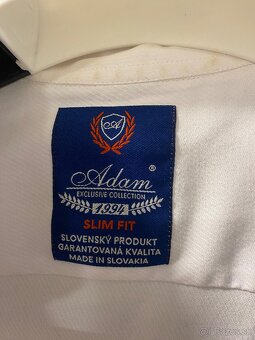 A
Adam ®
EXCLUSIVE COLLECTION
1994
SLIM FIT
SLOVENSKÝ PRODUKT
GARANTOVANÁ KVALITA
MADE IN SLOVAKIA